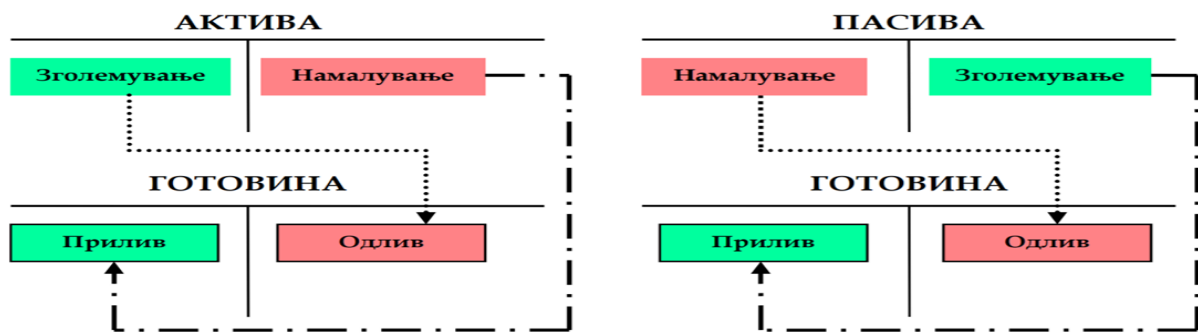 АКТИВА
Зголемување Намалување
ГОТОВИНА
Прилив Одлив
ПАСИВА
Намалување Зголемување
ГОТОВИНА
Прилив Одлив